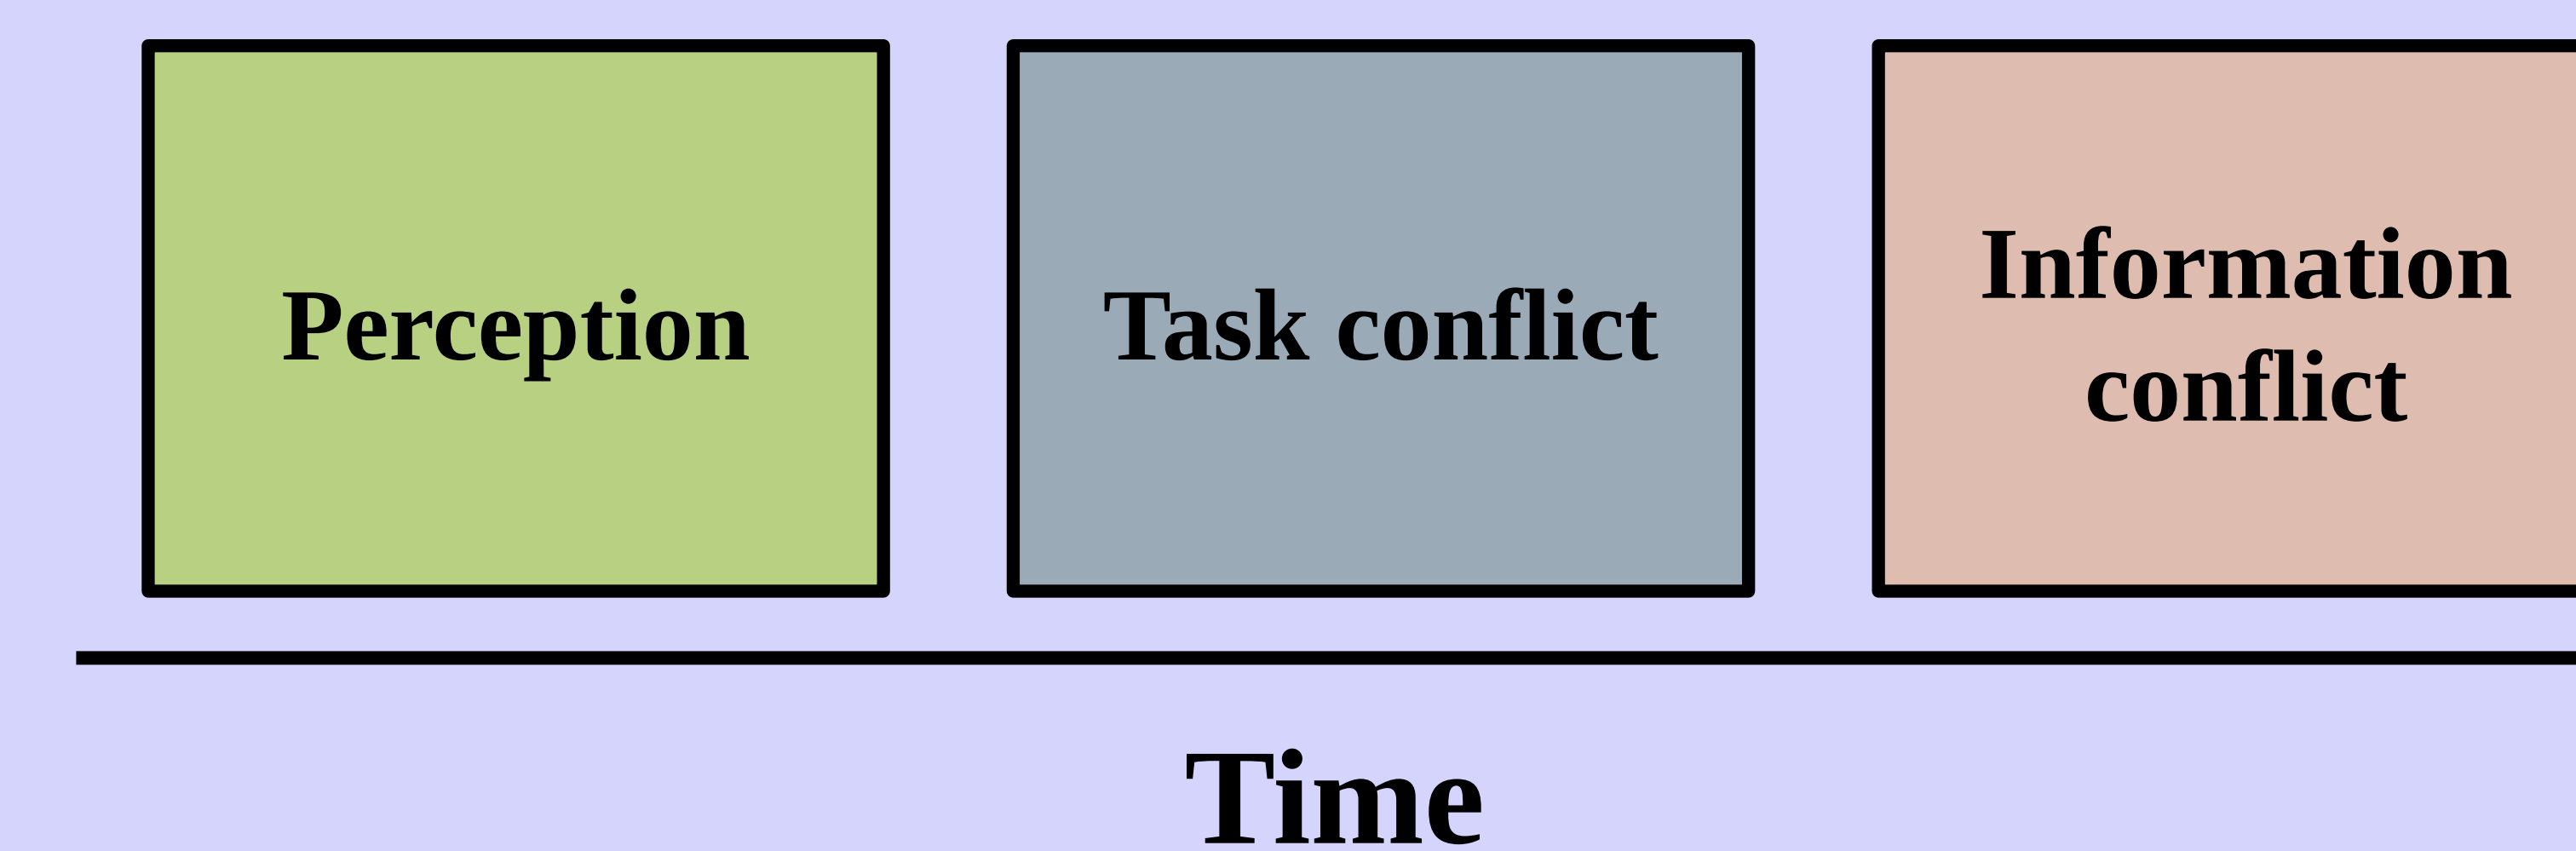 Perception
Task conflict
Information
conflict
Time